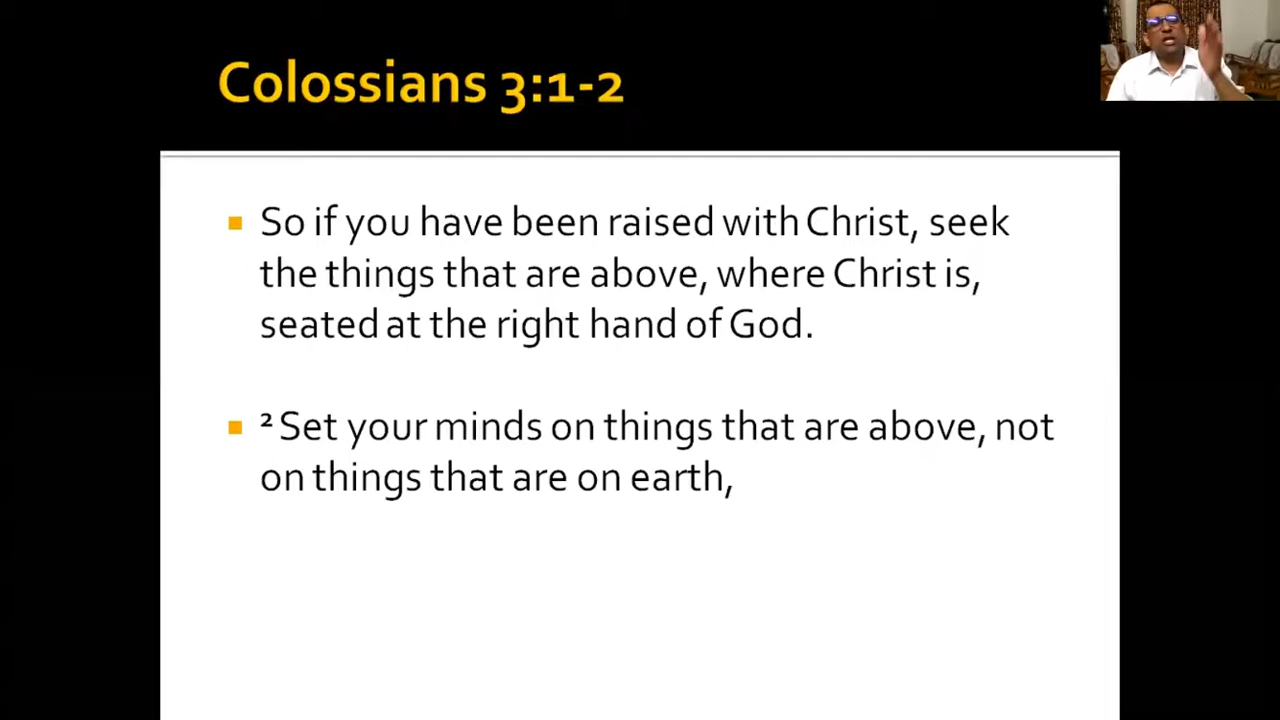 Colossians 3:1-2
So if you have been raised with Christ, seek
the things that are above, where Christ is,
seated at the right hand of God.
² Set your minds on things that are above, not
on things that are on earth,